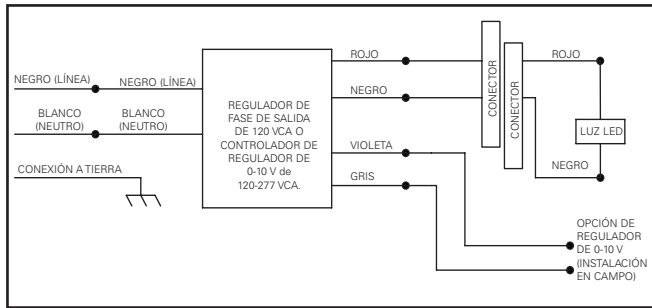 NEGRO (LÍNEA)
NEGRO (LÍNEA)
BLANCO
(NEUTRO)
BLANCO
(NEUTRO)
CONEXIÓN A TIERRA
REGULADOR DE
FASE DE SALIDA
DE 120 VCA O
CONTROLADOR DE
REGULADOR DE
0-10 V de
120-277 VCA.
ROJO
NEGRO
VIOLETA
GRIS
CONECTOR
CONECTOR
ROJO
LUZ LED
NEGRO
OPCIÓN DE
REGULADOR
DE 0-10 V
(INSTALACIÓN
EN CAMPO)